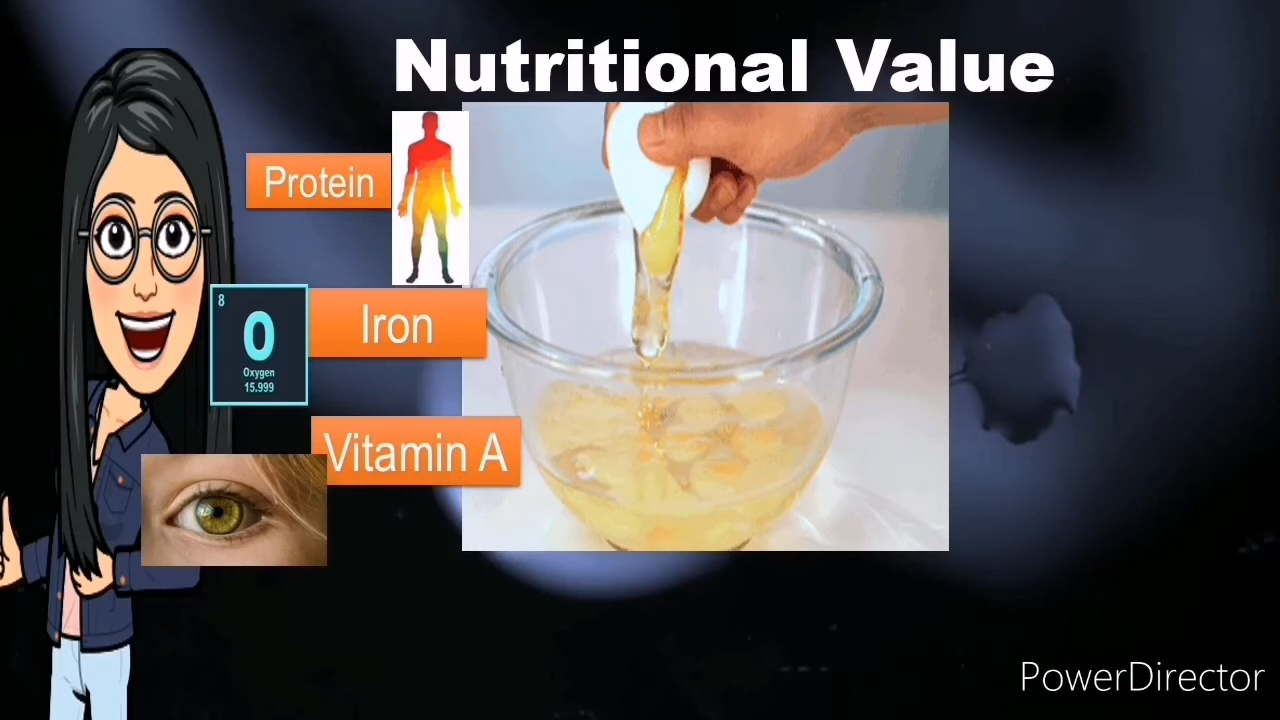 Nutritional Value
Protein
Iron
8
O
Oxygen
15.999
Vitamin A
PowerDirector